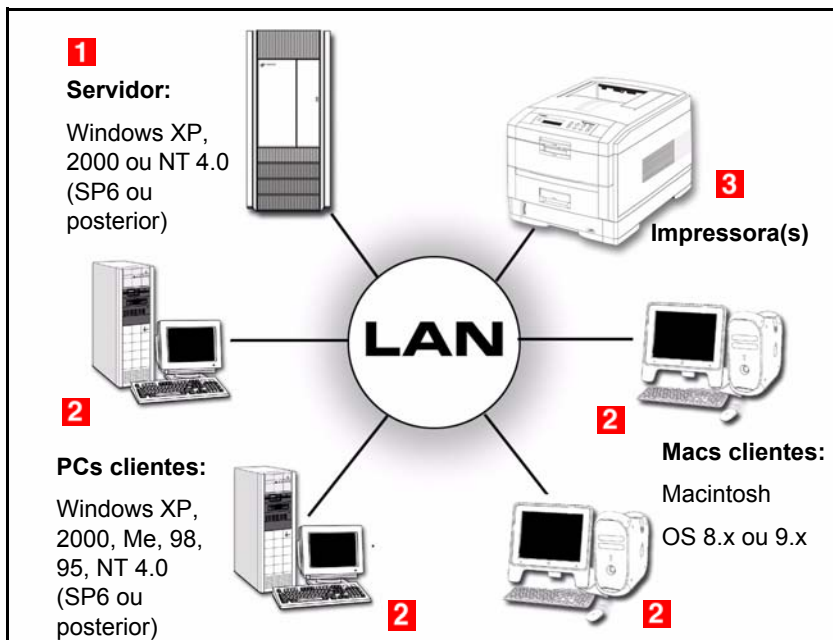 1
Servidor:
Windows XP,
2000 ou NT 4.0
(SP6 ou
posterior)
3
Impressora(s)
LAN
2
2
PCs clientes:
Windows XP,
2000, Me, 98,
95, NT 4.0
(SP6 ou
posterior)
2
Macs clientes:
Macintosh
OS 8.x ou 9.x
2